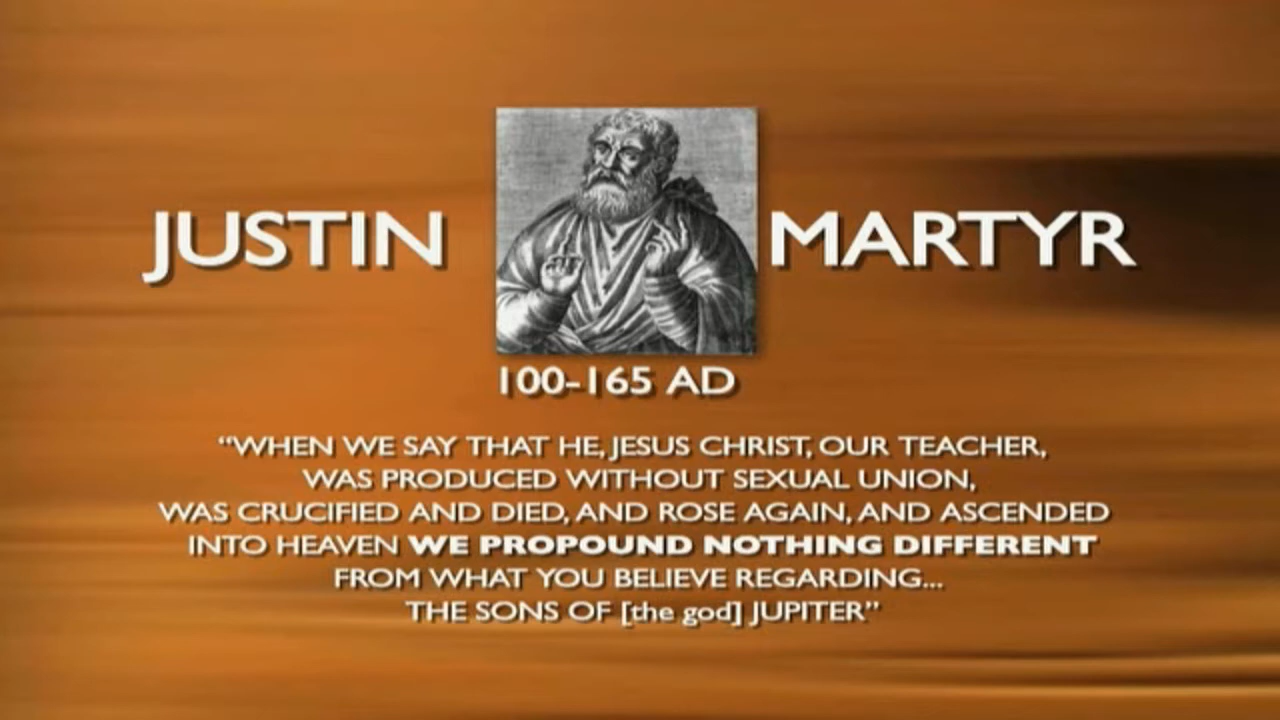 JUSTIN MARTYR
100-165 AD
“WHEN WE SAY THAT HE, JESUS CHRIST, OUR TEACHER,
WAS PRODUCED WITHOUT SEXUAL UNION,
WAS CRUCIFIED AND DIED, AND ROSE AGAIN, AND ASCENDED
INTO HEAVEN WE PROPOUND NOTHING DIFFERENT
FROM WHAT YOU BELIEVE REGARDING...
THE SONS OF [the god] JUPITER”